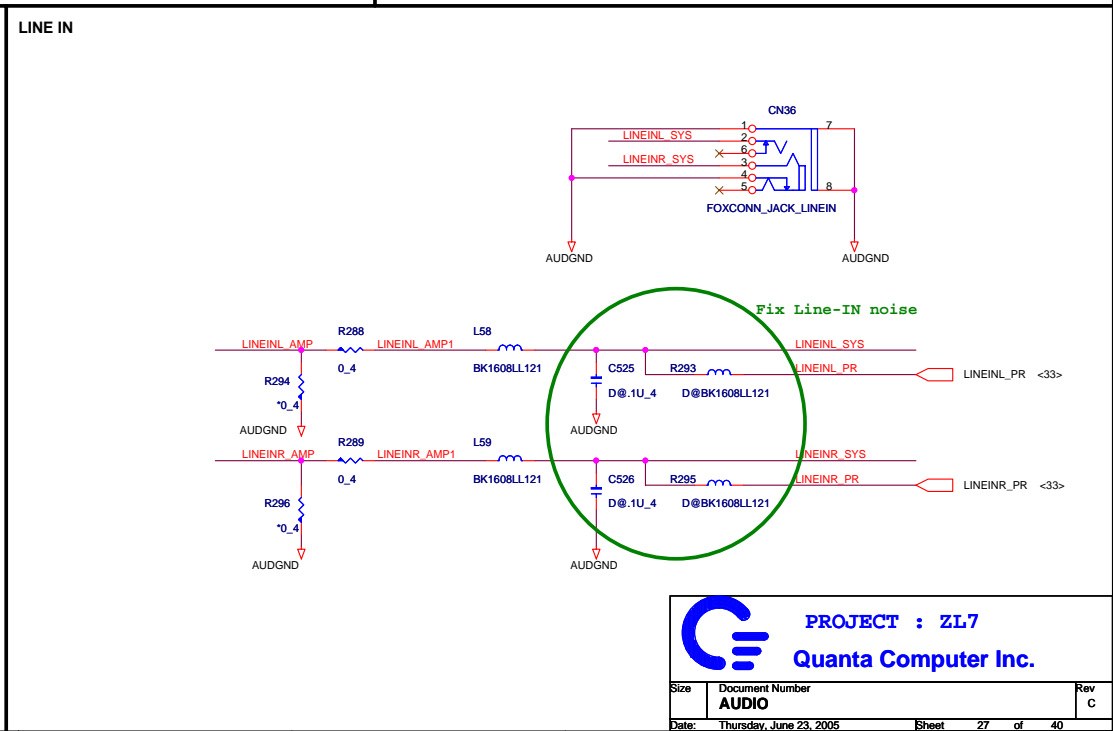 LINE IN
CN36
1
7
LINEINL_SYS
2
6
LINEINR_SYS
3
4
5
8
FOXCONN_JACK_LINEIN
AUDGND
AUDGND
Fix Line-IN noise
LINEINL_AMP
R288
LINEINL_AMP1
L58
LINEINL_SYS
0_4
BK1608LL121
C525
R293
LINEINL_PR
LINEINL_PR <33>
R294
*0_4
D@.1U_4
D@BK1608LL121
AUDGND
AUDGND
LINEINR_AMP
R289
LINEINR_AMP1
L59
LINEINR_SYS
0_4
BK1608LL121
C526
R295
LINEINR_PR
LINEINR_PR <33>
R296
*0_4
D@.1U_4
D@BK1608LL121
AUDGND
AUDGND
PROJECT : ZL7
Quanta Computer Inc.
Size
Document Number
Rev
AUDIO
C
Date: Thursday, June 23, 2005
Sheet 27 of 40